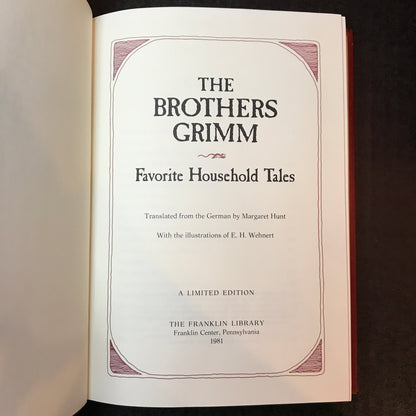 THE
BROTHERS
GRIMM
Favorite Household Tales
Translated from the German by Margaret Hunt
With the illustrations of E. H. Wehnert
A LIMITED EDITION
THE FRANKLIN LIBRARY
Franklin Center, Pennsylvania
1981